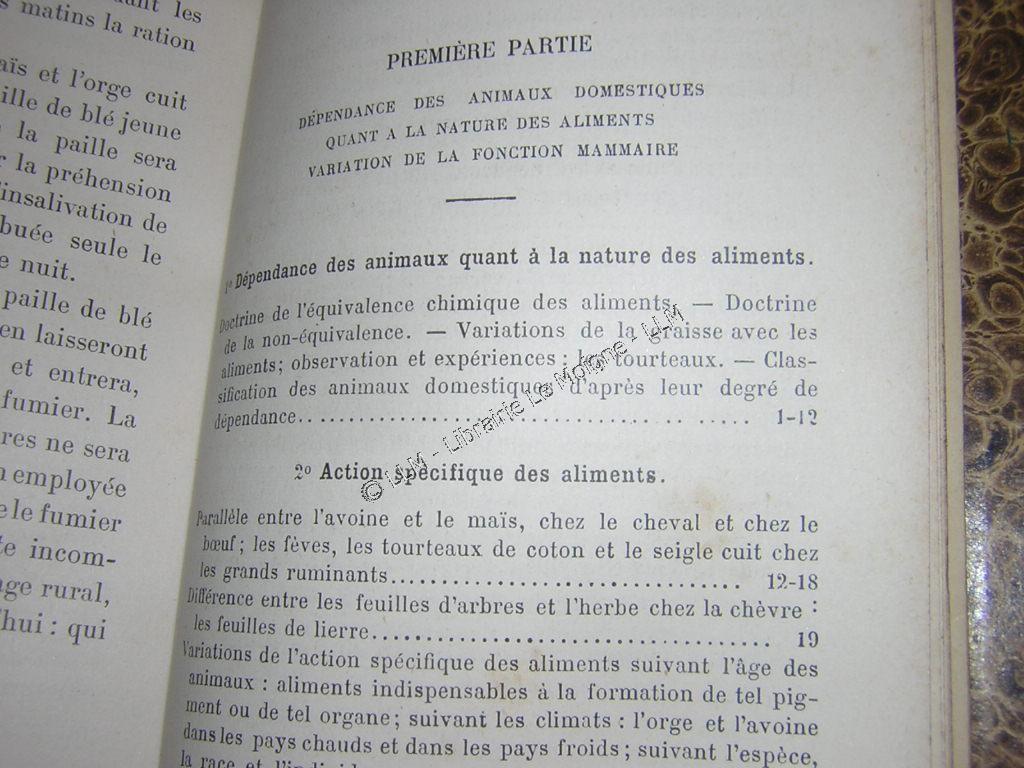 ant les
s matins la ration
aïs et l'orge cuit
ille de blé jeune
la paille sera
r la préhension
insalivation de
buée seule le
e nuit.
paille de blé
en laisseront
et entrera,
fumier. La
res ne sera
employée
e le fumier
te incom-
ge rural,
hui : qui
PREMIÈRE PARTIE
DÉPENDANCE DES ANIMAUX DOMESTIQUES
QUANT A LA NATURE DES ALIMENTS
VARIATION DE LA FONCTION MAMMAIRE
1º Dépendance des animaux quant à la nature des aliments.
Doctrine de l'équivalence chimique des aliments. — Doctrine
de la non-équivalence. — Variations de la graisse avec les
aliments; observation et expériences : les tourteaux. — Clas-
sification des animaux domestiques d'après leur degré de
dépendance........................................ 1-12
2º Action spécifique des aliments.
Parallèle entre l'avoine et le maïs, chez le cheval et chez le
bœuf; les fèves, les tourteaux de coton et le seigle cuit chez
les grands ruminants................................ 12-18
Différence entre les feuilles d'arbres et l'herbe chez la chèvre :
les feuilles de lierre.................................. 19
Variations de l'action spécifique des aliments suivant l'âge des
animaux : aliments indispensables à la formation de tel pig-
ment ou de tel organe; suivant les climats : l'orge et l'avoine
dans les pays chauds et dans les pays froids; suivant l'espèce,
la race et
© LLM - Librairie Le Moigne - LLM